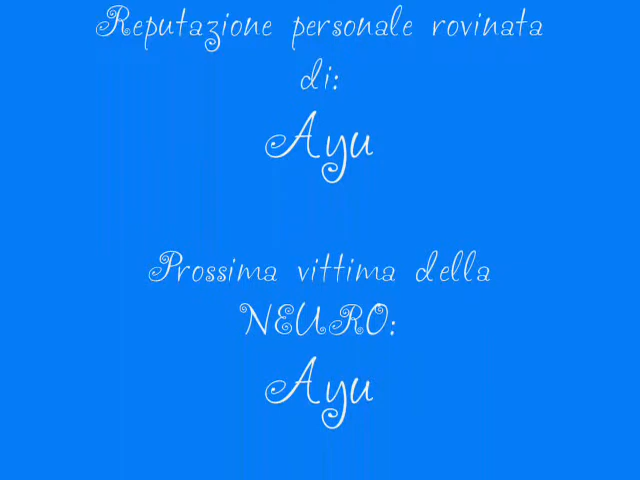 Reputazione personale rovinata
di:
Ayu
Prossima vittima della
NEURO:
Ayu